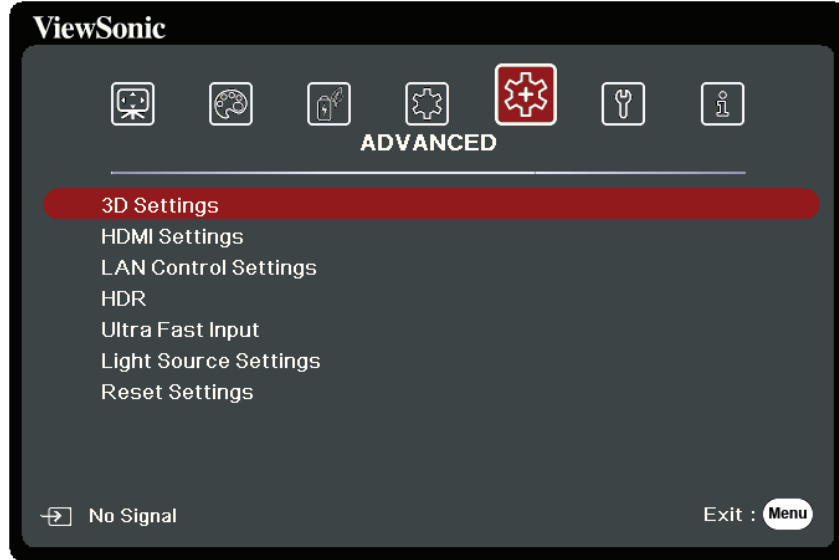 ViewSonic
ADVANCED
3D Settings
HDMI Settings
LAN Control Settings
HDR
Ultra Fast Input
Light Source Settings
Reset Settings
No Signal
Exit : Menu